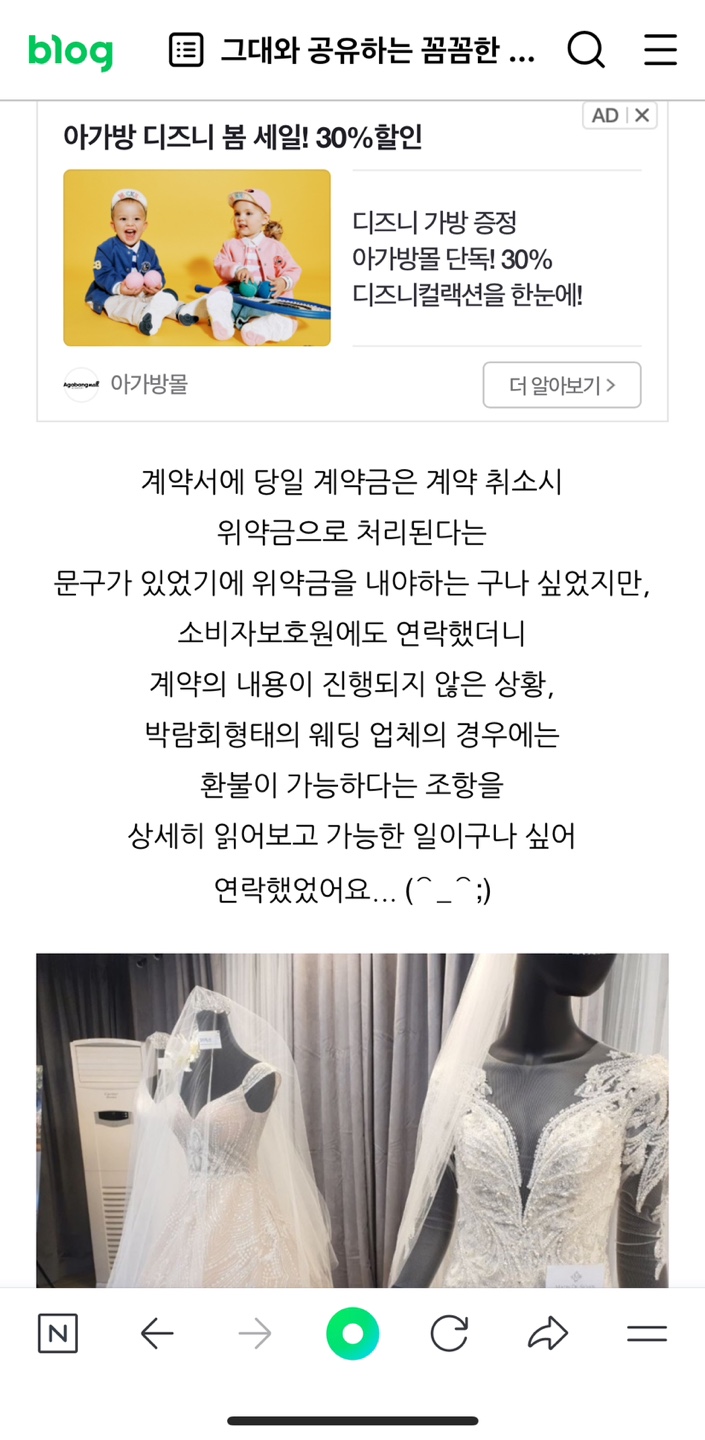 blog
그대와 공유하는 꼼꼼한 ...
AD
아가방 디즈니 봄 세일! 30%할인
디즈니 가방 증정
아가방몰 단독! 30%
디즈니컬랙션을 한눈에!
아가방몰
더 알아보기 >
계약서에 당일 계약금은 계약 취소시
위약금으로 처리된다는
문구가 있었기에 위약금을 내야하는 구나 싶었지만,
소비자보호원에도 연락했더니
계약의 내용이 진행되지 않은 상황,
박람회형태의 웨딩 업체의 경우에는
환불이 가능하다는 조항을
상세히 읽어보고 가능한 일이구나 싶어
연락했었어요... (⌒_⌒;)
N